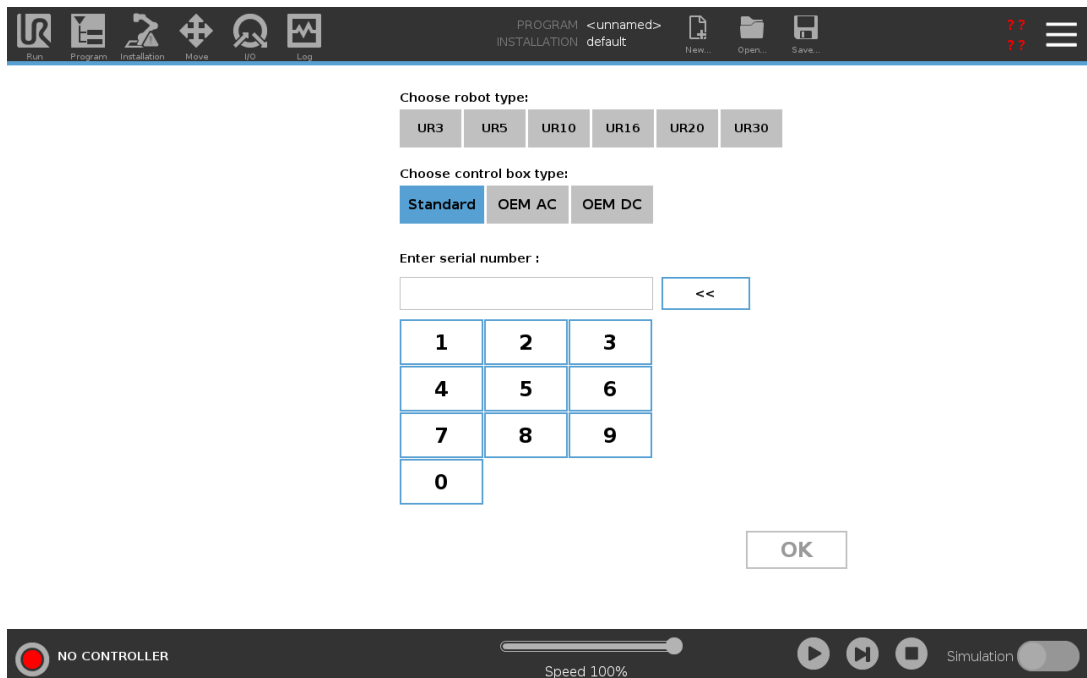 PROGRAM <unnamed>
INSTALLATION default
Run Program Installation Move I/O Log New... Open... Save...
? ?
? ?
Choose robot type:
UR3 UR5 UR10 UR16 UR20 UR30
Choose control box type:
Standard OEM AC OEM DC
Enter serial number :
<<
1 2 3
4 5 6
7 8 9
0
OK
NO CONTROLLER
Speed 100%
Simulation